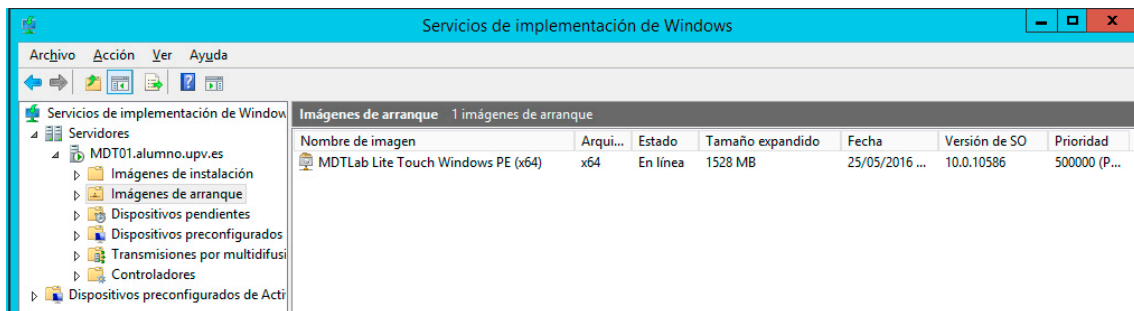 Servicios de implementación de Windows
Archivo Acción Ver Ayuda
Servicios de implementación de Window
Servidores
MDT01.alumno.upv.es
Imágenes de instalación
Imágenes de arranque
Dispositivos pendientes
Dispositivos preconfigurados
Transmisiones por multidifusi
Controladores
Dispositivos preconfigurados de Acti
Imágenes de arranque 1 imágenes de arranque
Nombre de imagen Arqui... Estado Tamaño expandido Fecha Versión de SO Prioridad
MDTLab Lite Touch Windows PE (x64) x64 En línea 1528 MB 25/05/2016 ... 10.0.10586 500000 (P...